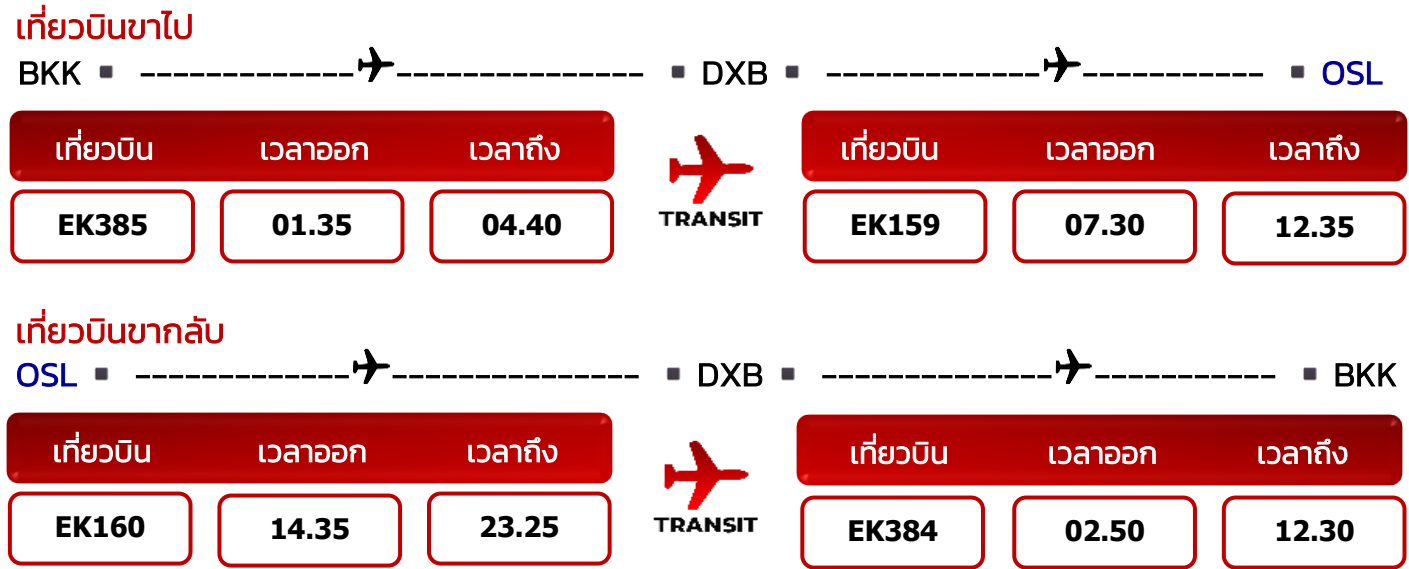 เที่ยวบินขาไป
BKK DXB OSL
เที่ยวบิน เวลาออก เวลาถึง
EK385 01.35 04.40
TRANSIT
เที่ยวบิน เวลาออก เวลาถึง
EK159 07.30 12.35
เที่ยวบินขากลับ
OSL DXB BKK
เที่ยวบิน เวลาออก เวลาถึง
EK160 14.35 23.25
TRANSIT
เที่ยวบิน เวลาออก เวลาถึง
EK384 02.50 12.30